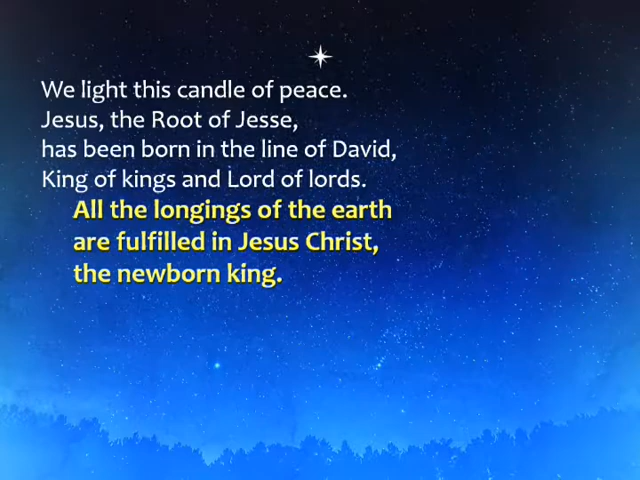 We light this candle of peace.
Jesus, the Root of Jesse,
has been born in the line of David,
King of kings and Lord of lords.
All the longings of the earth
are fulfilled in Jesus Christ,
the newborn king.